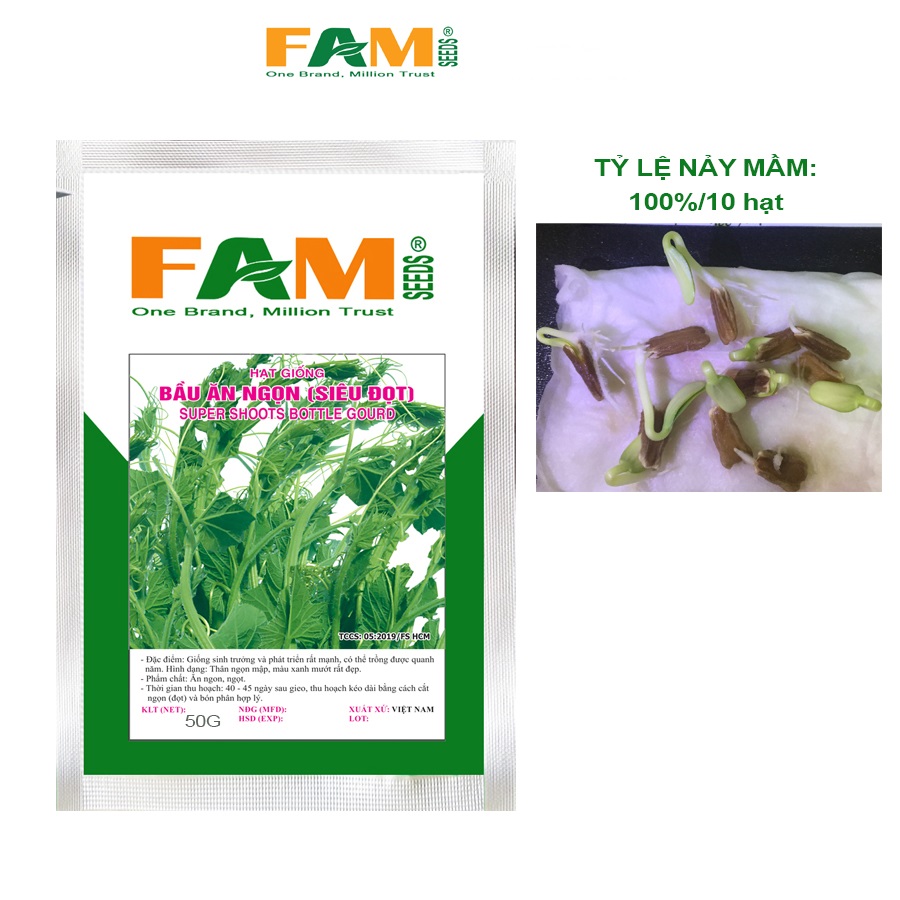 FAM SEEDS®
One Brand, Million Trust
TỶ LỆ NẢY MẦM:
100%/10 hạt
FAM SEEDS®
One Brand, Million Trust
HẠT GIỐNG
BẦU ĂN NGỌN (SIÊU ĐỌT)
SUPER SHOOTS BOTTLE GOURD
TCCS: 05:2019/FS HCM
- Đặc điểm: Giống sinh trưởng và phát triển rất mạnh, có thể trồng được quanh
năm. Hình dạng: Thân ngọn mập, màu xanh mướt rất đẹp.
- Phẩm chất: Ăn ngon, ngọt.
- Thời gian thu hoạch: 40 - 45 ngày sau gieo, thu hoạch kéo dài bằng cách cắt
ngọn (đọt) và bón phân hợp lý.
KLT (NET): NĐG (MFD): XUẤT XỨ: VIỆT NAM
50G HSD (EXP): LOT: